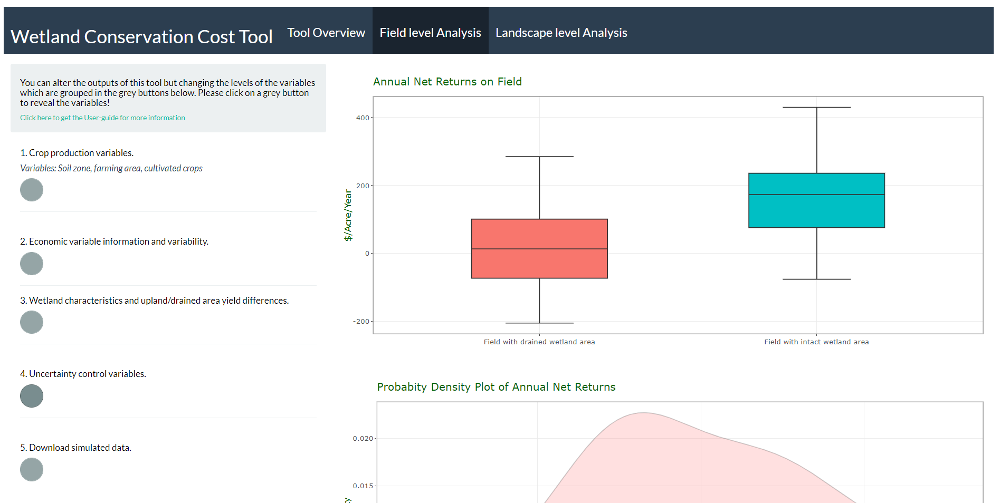 Wetland Conservation Cost Tool
Tool Overview
Field level Analysis
Landscape level Analysis
You can alter the outputs of this tool but changing the levels of the variables
which are grouped in the grey buttons below. Please click on a grey button
to reveal the variables!
Click here to get the User-guide for more information
1. Crop production variables.
Variables: Soil zone, farming area, cultivated crops
2. Economic variable information and variability.
3. Wetland characteristics and upland/drained area yield differences.
4. Uncertainty control variables.
5. Download simulated data.
Annual Net Returns on Field
$/Acre/Year
400
200
0
-200
Field with drained wetland area
Field with intact wetland area
Probabity Density Plot of Annual Net Returns
0.020
0.015